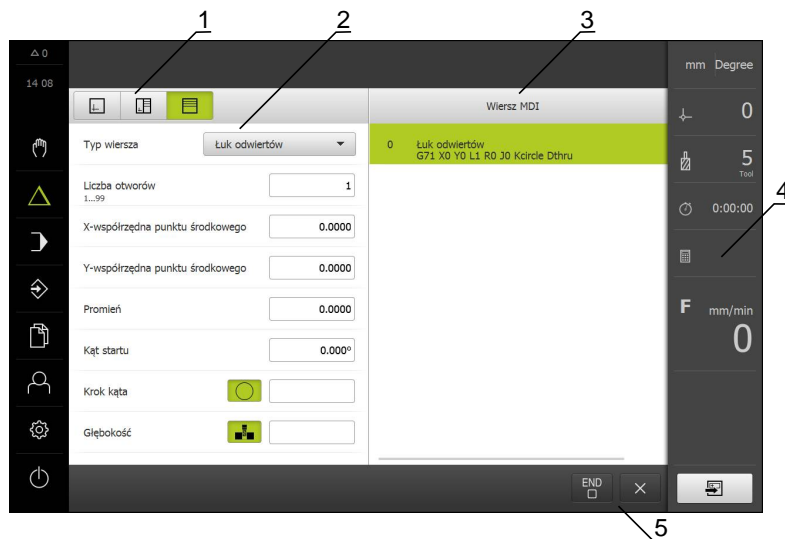 1
2
3
△ 0
14 08
mm Degree
Wiersz MDI
0
Typ wiersza
Łuk odwiertów
0 Łuk odwiertów
G71 X0 Y0 L1 R0 J0 Kcircle Dthru
5
Tool
Liczba otworów
1...99
1
4
0:00:00
X-współrzędna punktu środkowego
0.0000
Y-współrzędna punktu środkowego
0.0000
Promień
0.0000
F mm/min
0
Kąt startu
0.000°
Krok kąta
Głębokość
END
5